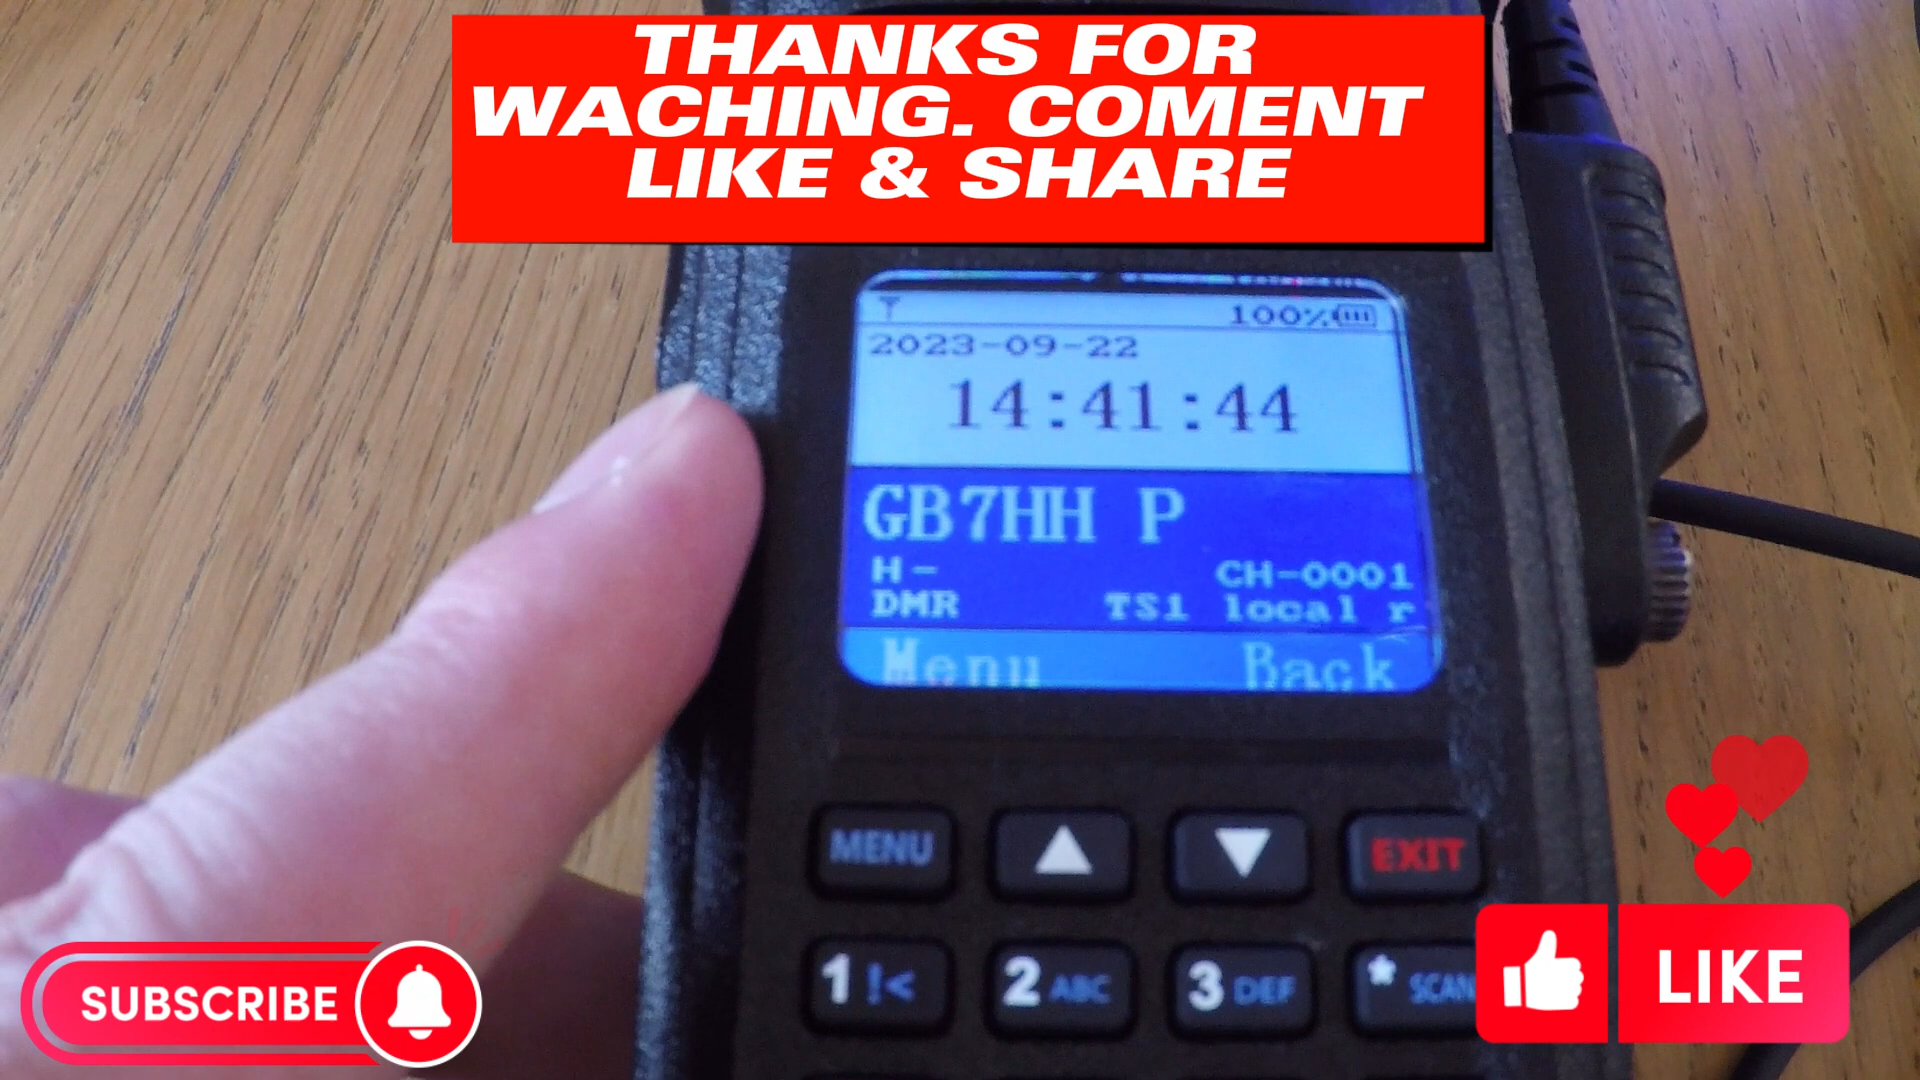 THANKS FOR
WACHING. COMENT
LIKE & SHARE
100%
2023-09-22
14:41:44
GB7HH P
H-
CH-0001
DMR
TS1 local r
Menu
Back
MENU
EXIT
1 !<
2 ABC
3 DEF
* SCAN
SUBSCRIBE
LIKE